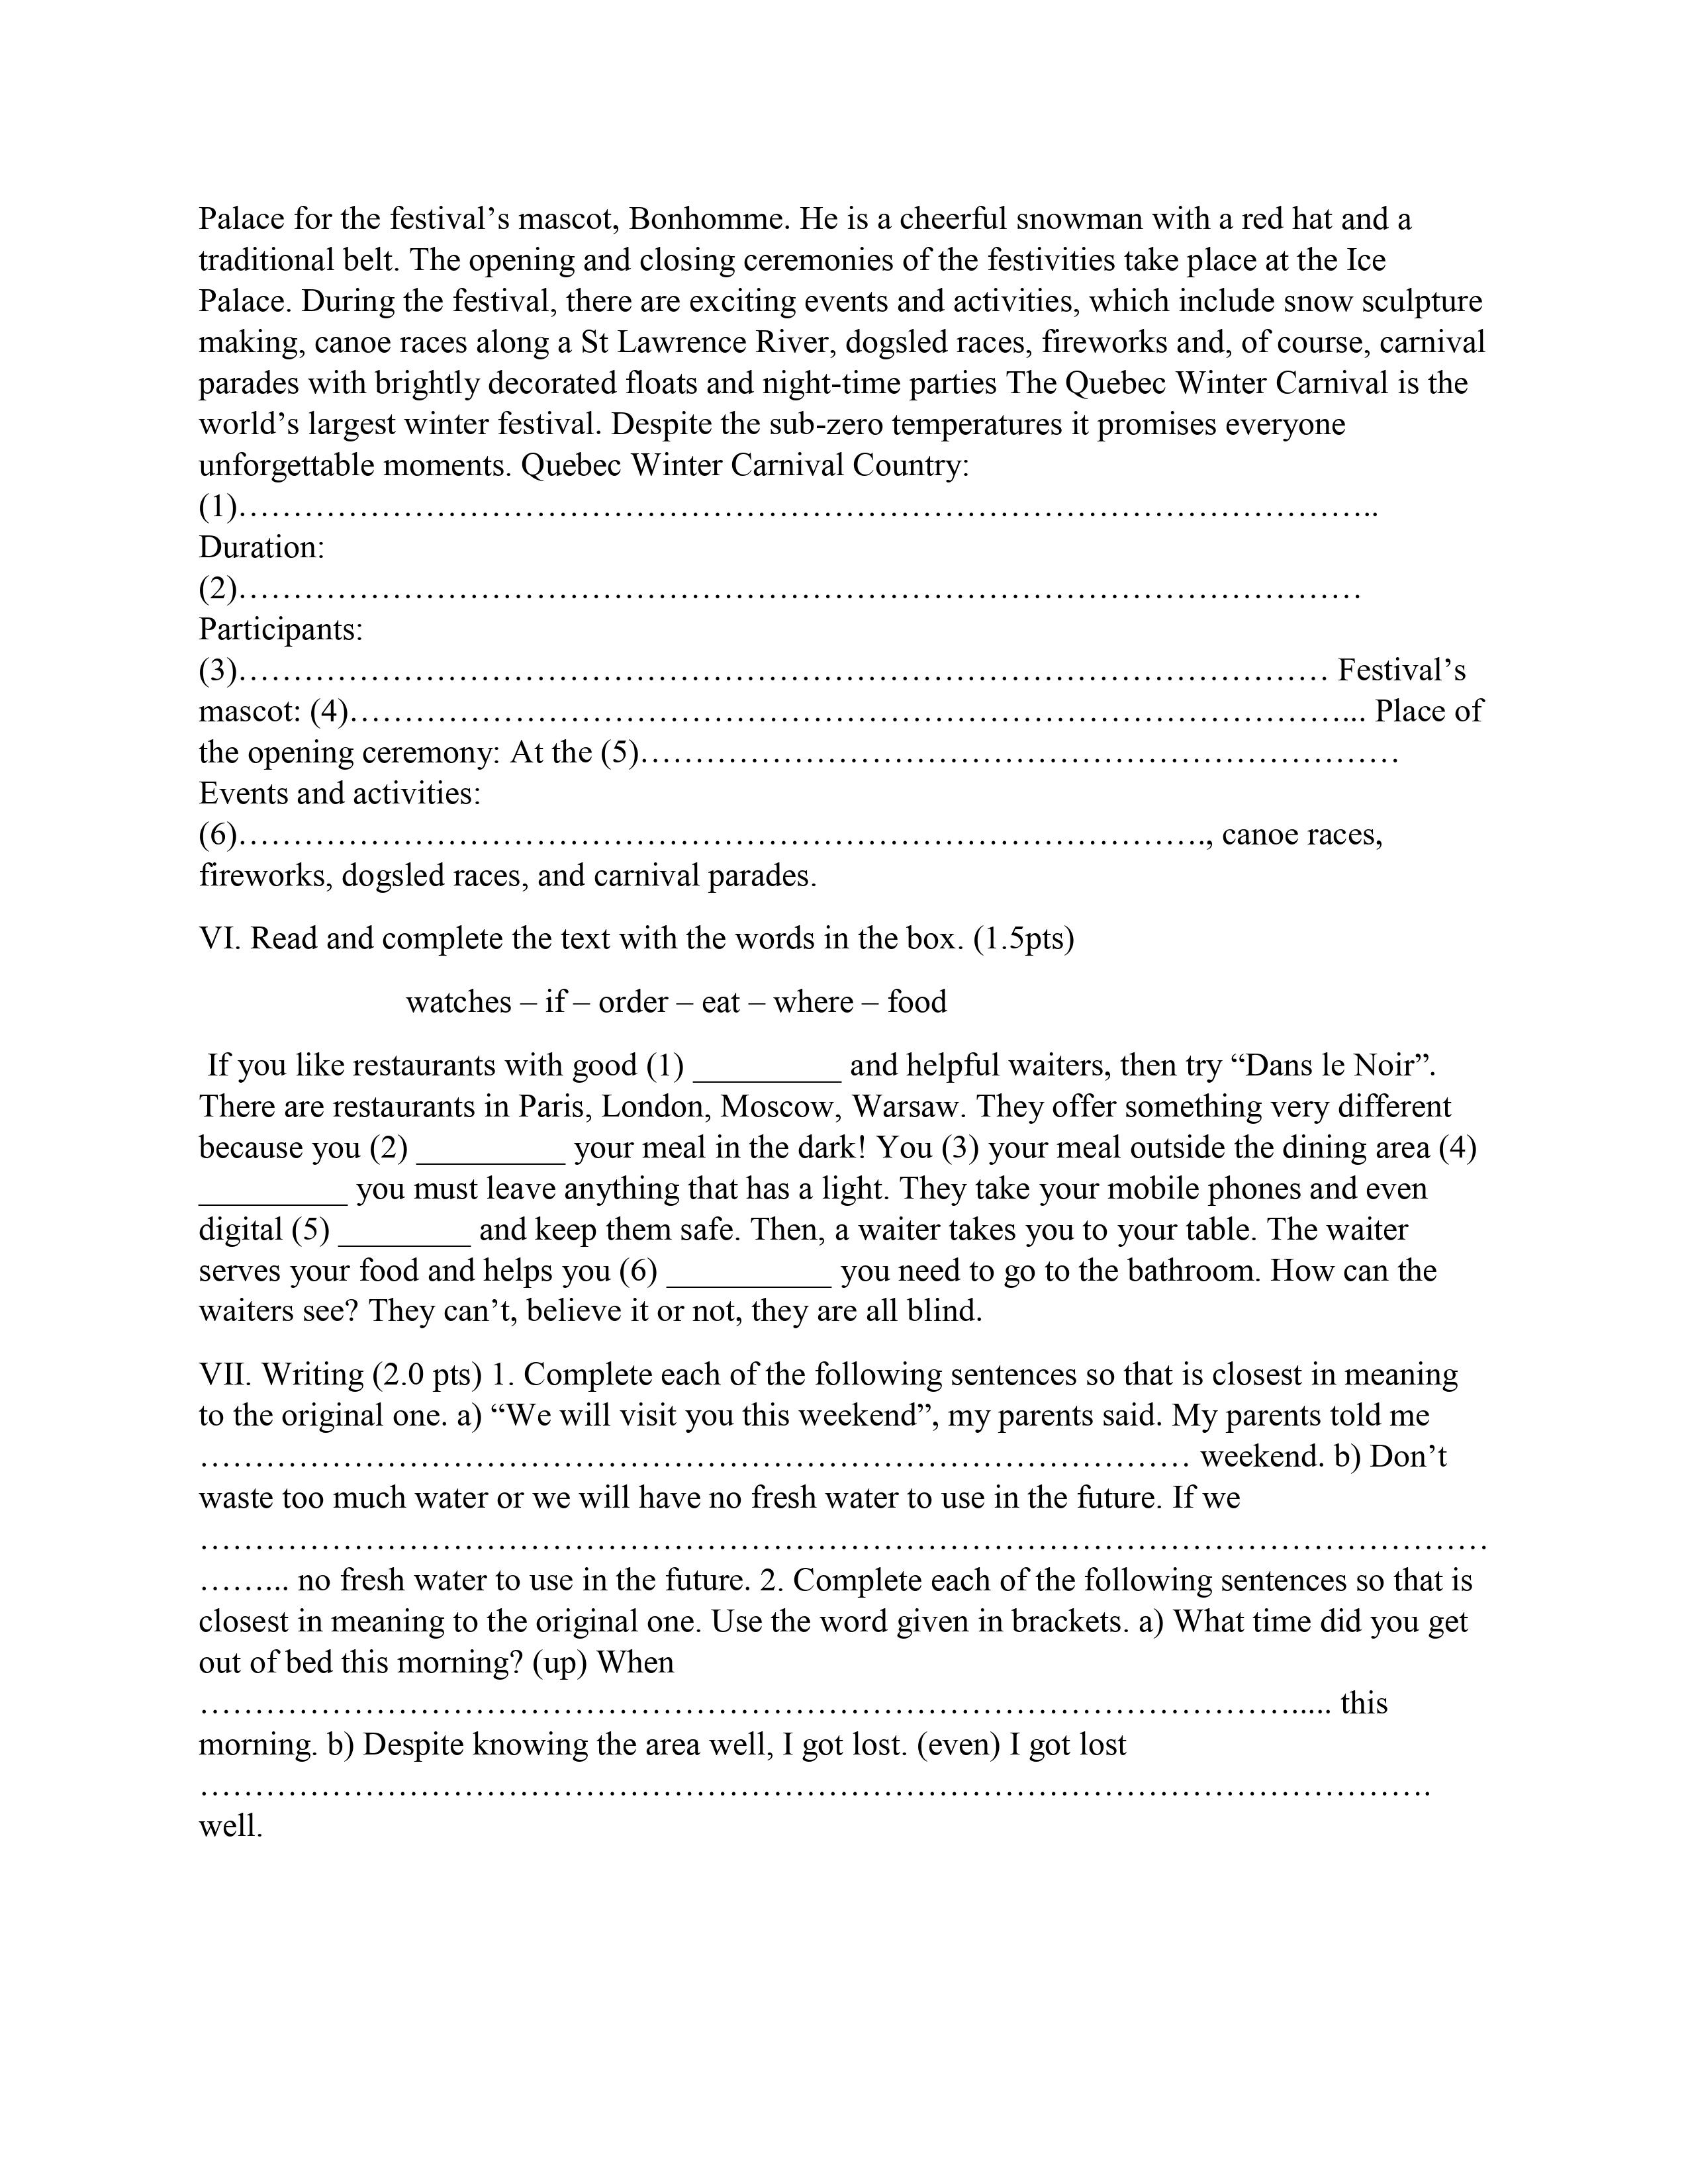 Palace for the festival’s mascot, Bonhomme. He is a cheerful snowman with a red hat and a
traditional belt. The opening and closing ceremonies of the festivities take place at the Ice
Palace. During the festival, there are exciting events and activities, which include snow sculpture
making, canoe races along a St Lawrence River, dogsled races, fireworks and, of course, carnival
parades with brightly decorated floats and night-time parties The Quebec Winter Carnival is the
world’s largest winter festival. Despite the sub-zero temperatures it promises everyone
unforgettable moments. Quebec Winter Carnival Country:
(1)…………………………………………………………………………………………..
Duration:
(2)…………………………………………………………………………………………
Participants:
(3)……………………………………………………………………………………… Festival’s
mascot: (4)………………………………………………………………………………... Place of
the opening ceremony: At the (5)……………………………………………………………
Events and activities:
(6)……………………………………………………………………………., canoe races,
fireworks, dogsled races, and carnival parades.
VI. Read and complete the text with the words in the box. (1.5pts)
watches – if – order – eat – where – food
If you like restaurants with good (1) _________ and helpful waiters, then try “Dans le Noir”.
There are restaurants in Paris, London, Moscow, Warsaw. They offer something very different
because you (2) _________ your meal in the dark! You (3) your meal outside the dining area (4)
_________ you must leave anything that has a light. They take your mobile phones and even
digital (5) ________ and keep them safe. Then, a waiter takes you to your table. The waiter
serves your food and helps you (6) __________ you need to go to the bathroom. How can the
waiters see? They can’t, believe it or not, they are all blind.
VII. Writing (2.0 pts) 1. Complete each of the following sentences so that is closest in meaning
to the original one. a) “We will visit you this weekend”, my parents said. My parents told me
……………………………………………………………………………… weekend. b) Don’t
waste too much water or we will have no fresh water to use in the future. If we
………………………………………………………………………………………………………
……... no fresh water to use in the future. 2. Complete each of the following sentences so that is
closest in meaning to the original one. Use the word given in brackets. a) What time did you get
out of bed this morning? (up) When
………………………………………………………………………………………..... this
morning. b) Despite knowing the area well, I got lost. (even) I got lost
………………………………………………………………………………………………….
well.